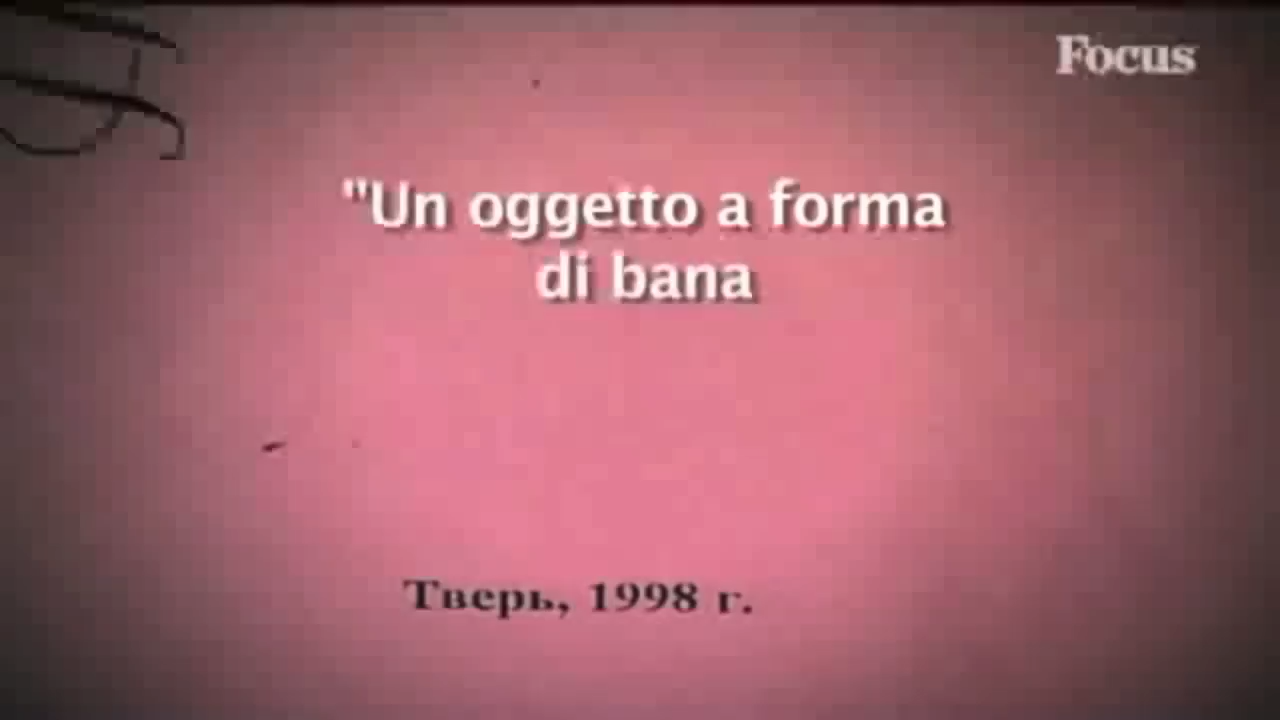 Focus
"Un oggetto a forma
di bana
Тверь, 1998 г.